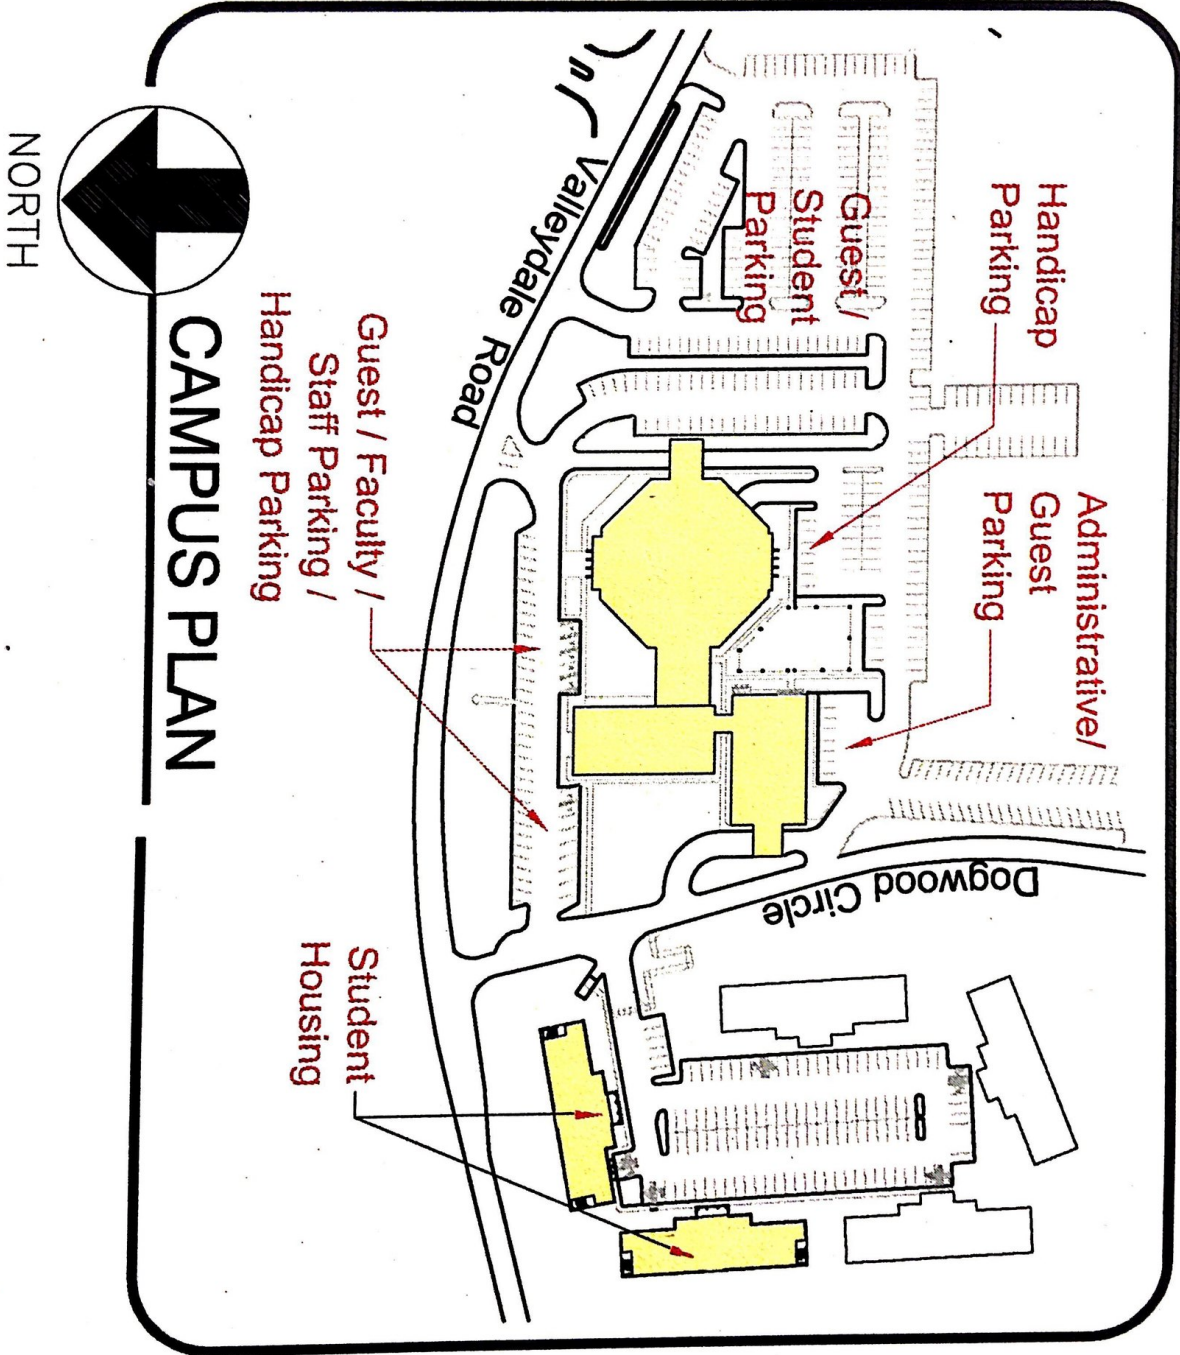 Handicap
Parking
Administrative/
Guest
Parking
Guest /
Student
Parking
Dogwood Circle
Valleydale Road
Guest / Faculty /
Staff Parking /
Handicap Parking
Student
Housing
CAMPUS PLAN
NORTH